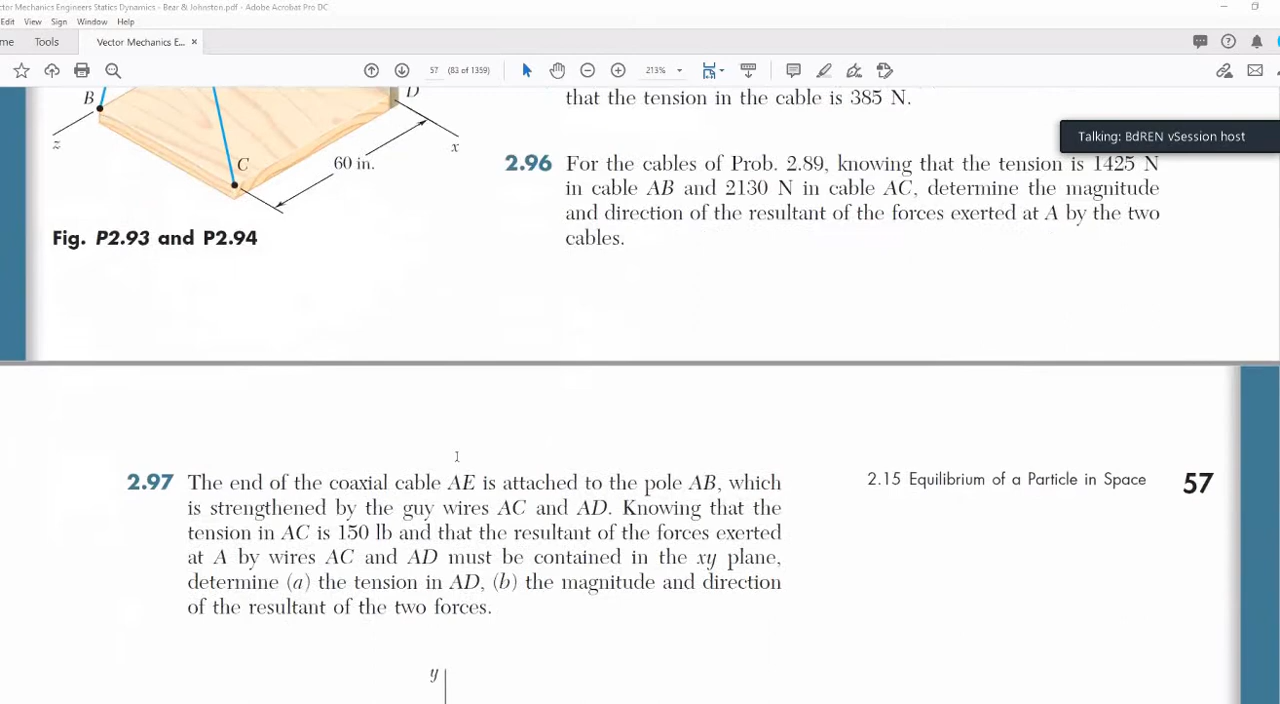 ctor Mechanics Engineers Statics Dynamics - Bear & Johnston.pdf - Adobe Acrobat Pro DC
Edit View Sign Window Help
me Tools Vector Mechanics E... ×
57 (83 of 1359) 213%
B
D
z
x
C
60 in.
Fig. P2.93 and P2.94
that the tension in the cable is 385 N.
Talking: BdREN vSession host
2.96 For the cables of Prob. 2.89, knowing that the tension is 1425 N
in cable AB and 2130 N in cable AC, determine the magnitude
and direction of the resultant of the forces exerted at A by the two
cables.
2.97 The end of the coaxial cable AE is attached to the pole AB, which
is strengthened by the guy wires AC and AD. Knowing that the
tension in AC is 150 lb and that the resultant of the forces exerted
at A by wires AC and AD must be contained in the xy plane,
determine (a) the tension in AD, (b) the magnitude and direction
of the resultant of the two forces.
2.15 Equilibrium of a Particle in Space 57
y